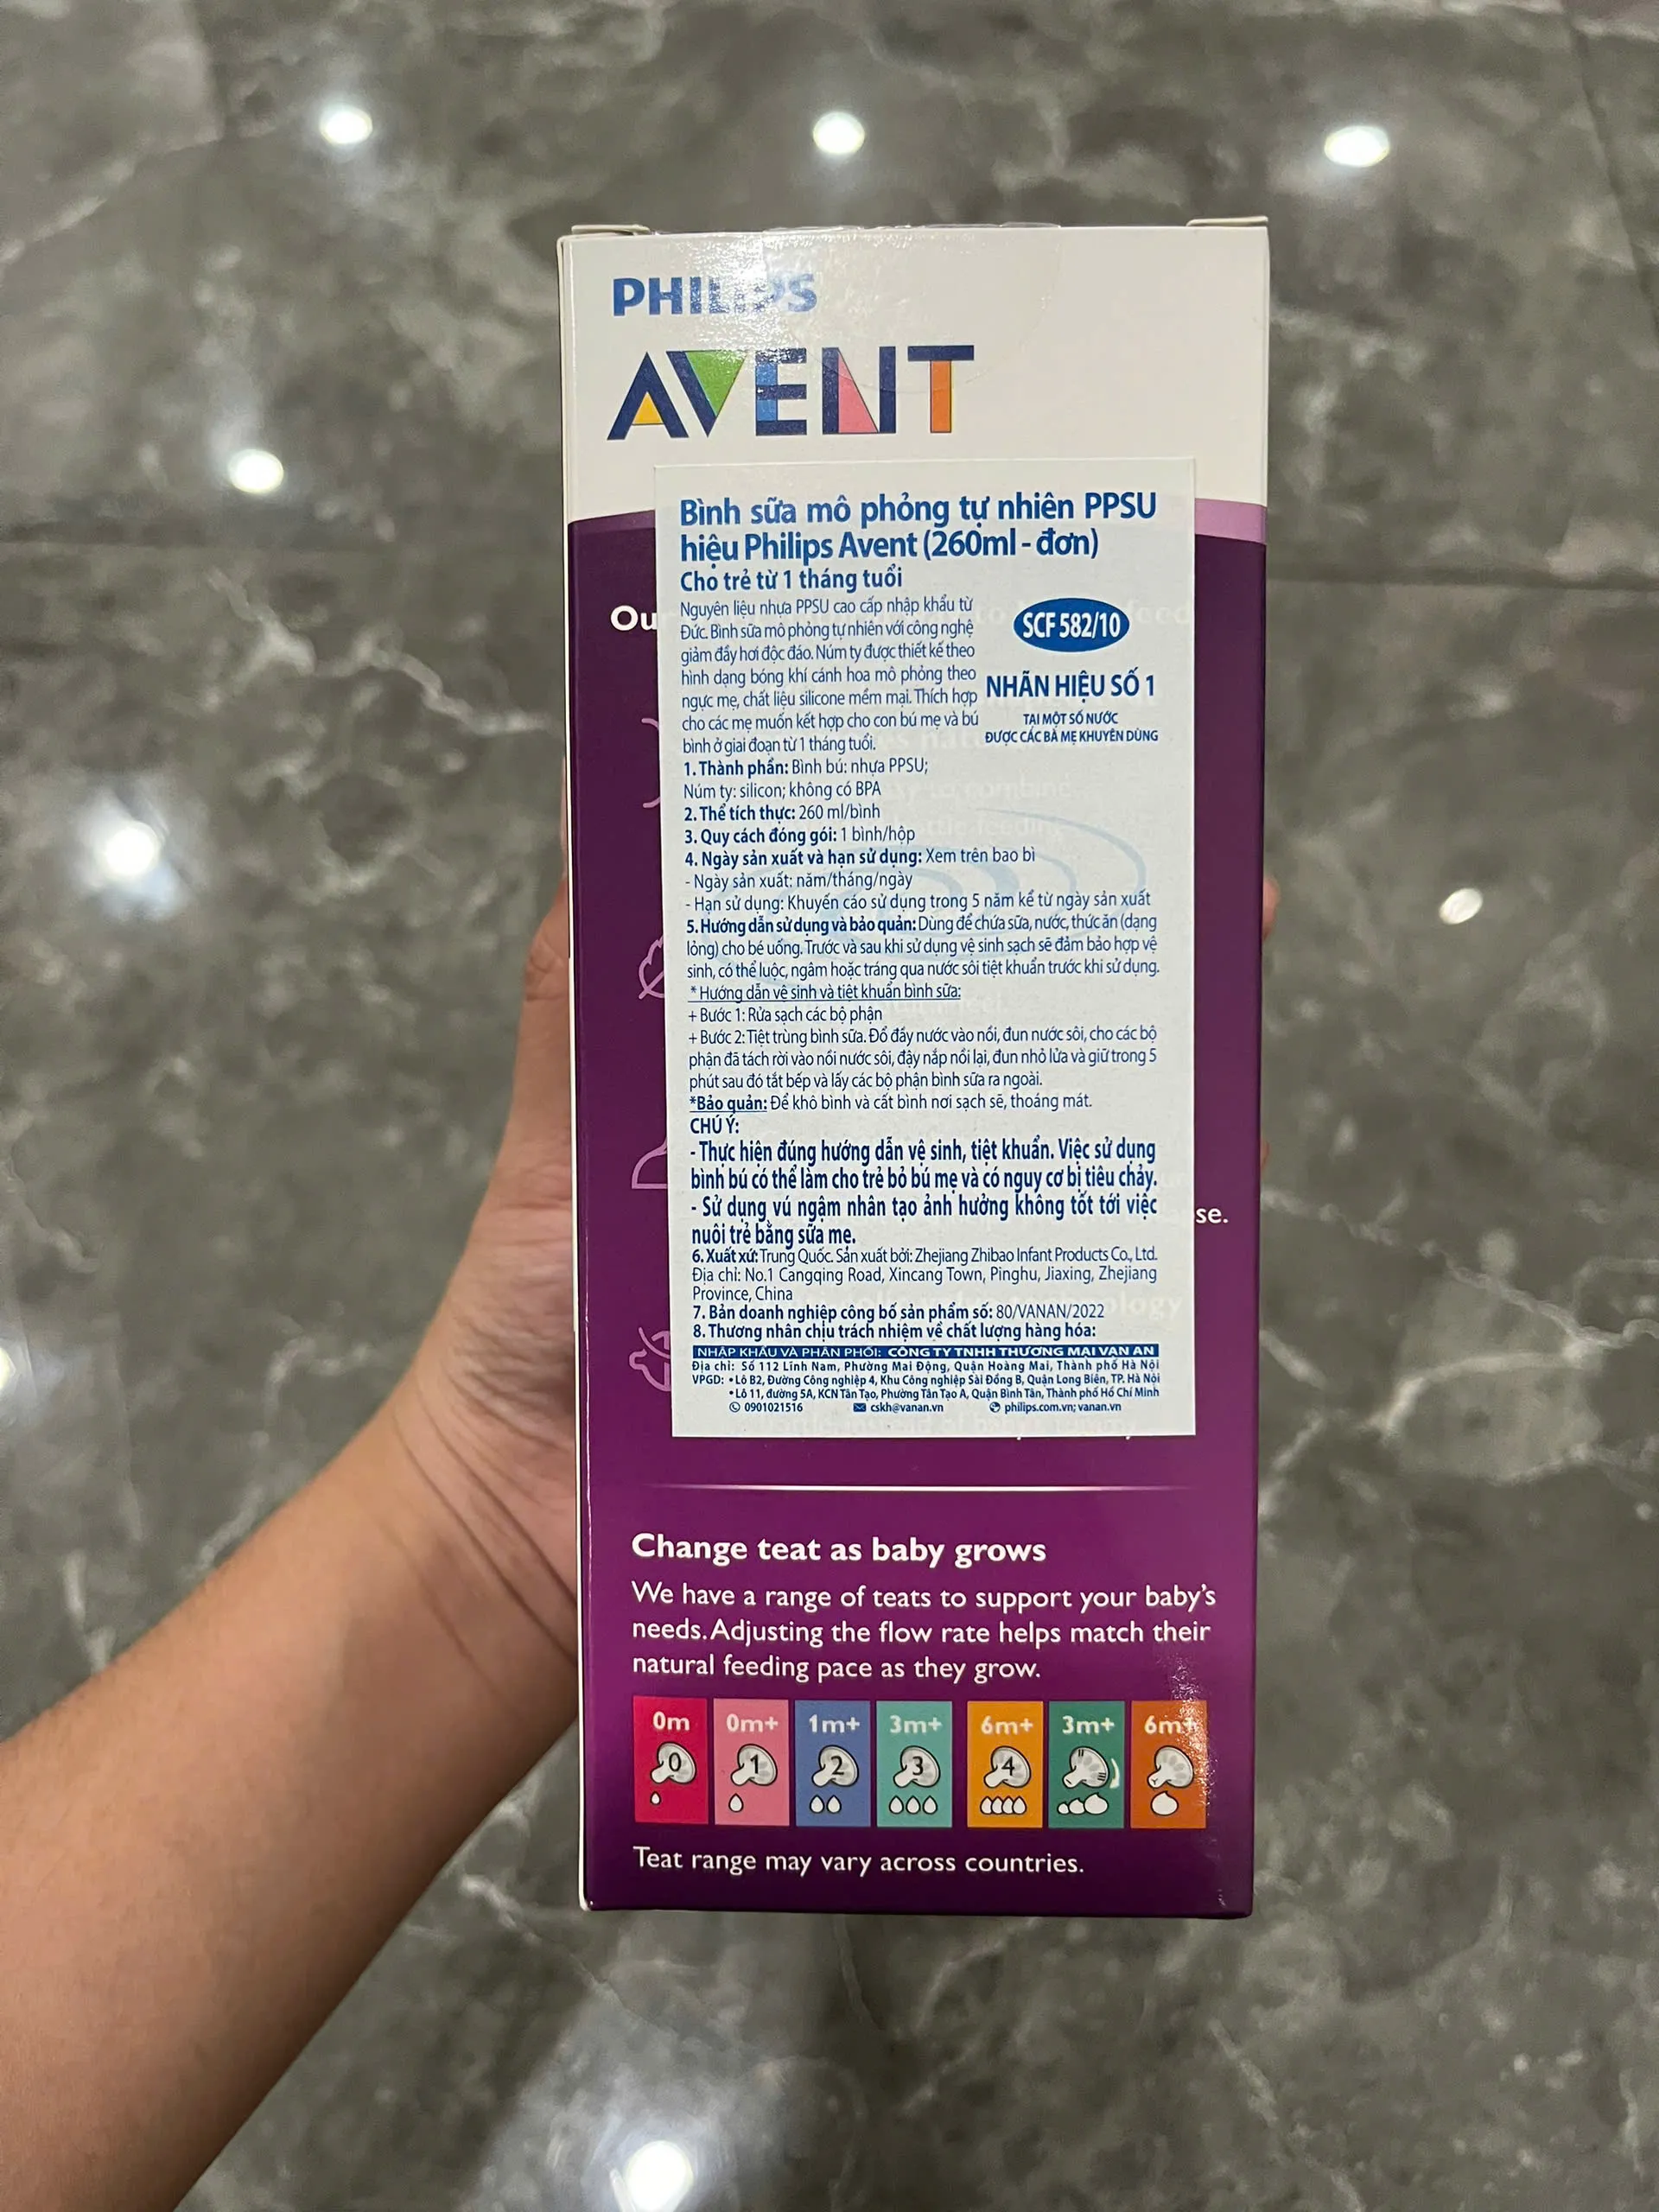 PHILIPS
AVENT
Bình sữa mô phỏng tự nhiên PPSU
hiệu Philips Avent (260ml - đơn)
Cho trẻ từ 1 tháng tuổi
Nguyên liệu nhựa PPSU cao cấp nhập khẩu từ
Đức. Bình sữa mô phỏng tự nhiên với công nghệ
giảm đầy hơi độc đáo. Núm ty được thiết kế theo
hình dạng bóng khí cánh hoa mô phỏng theo
ngực mẹ, chất liệu silicone mềm mại. Thích hợp
cho các mẹ muốn kết hợp cho con bú mẹ và bú
bình ở giai đoạn từ 1 tháng tuổi.
SCF 582/10
NHÃN HIỆU SỐ 1
TẠI MỘT SỐ NƯỚC
ĐƯỢC CÁC BÀ MẸ KHUYÊN DÙNG
1. Thành phần: Bình bú: nhựa PPSU;
Núm ty: silicon; không có BPA
2. Thể tích thực: 260 ml/bình
3. Quy cách đóng gói: 1 bình/hộp
4. Ngày sản xuất và hạn sử dụng: Xem trên bao bì
- Ngày sản xuất: năm/tháng/ngày
- Hạn sử dụng: Khuyến cáo sử dụng trong 5 năm kể từ ngày sản xuất
5. Hướng dẫn sử dụng và bảo quản: Dùng để chứa sữa, nước, thức ăn (dạng
lỏng) cho bé uống. Trước và sau khi sử dụng vệ sinh sạch sẽ đảm bảo hợp vệ
sinh, có thể luộc, ngâm hoặc tráng qua nước sôi tiệt khuẩn trước khi sử dụng.
* Hướng dẫn vệ sinh và tiệt khuẩn bình sữa:
+ Bước 1: Rửa sạch các bộ phận
+ Bước 2: Tiệt trùng bình sữa. Đổ đầy nước vào nồi, đun nước sôi, cho các bộ
phận đã tách rời vào nồi nước sôi, đậy nắp nồi lại, đun nhỏ lửa và giữ trong 5
phút sau đó tắt bếp và lấy các bộ phận bình sữa ra ngoài.
*Bảo quản: Để khô bình và cất bình nơi sạch sẽ, thoáng mát.
CHÚ Ý:
- Thực hiện đúng hướng dẫn vệ sinh, tiệt khuẩn. Việc sử dụng
bình bú có thể làm cho trẻ bỏ bú mẹ và có nguy cơ bị tiêu chảy.
- Sử dụng vú ngậm nhân tạo ảnh hưởng không tốt tới việc
nuôi trẻ bằng sữa mẹ.
6. Xuất xứ: Trung Quốc. Sản xuất bởi: Zhejiang Zhibao Infant Products Co., Ltd.
Địa chỉ: No.1 Cangqing Road, Xincang Town, Pinghu, Jiaxing, Zhejiang
Province, China
7. Bản doanh nghiệp công bố sản phẩm số: 80/VANAN/2022
8. Thương nhân chịu trách nhiệm về chất lượng hàng hóa:
NHẬP KHẨU VÀ PHÂN PHỐI: CÔNG TY TNHH THƯƠNG MẠI VẠN AN
Địa chỉ: Số 112 Lĩnh Nam, Phường Mai Động, Quận Hoàng Mai, Thành phố Hà Nội
VPGD: • Lô B2, Đường Công nghiệp 4, Khu Công nghiệp Sài Đồng B, Quận Long Biên, TP. Hà Nội
• Lô 11, đường 5A, KCN Tân Tạo, Phường Tân Tạo A, Quận Bình Tân, Thành phố Hồ Chí Minh
0901021516 cskh@vanan.vn philips.com.vn; vanan.vn
Change teat as baby grows
We have a range of teats to support your baby's
needs. Adjusting the flow rate helps match their
natural feeding pace as they grow.
0m 0m+ 1m+ 3m+ 6m+ 3m+ 6m+
0 1 2 3 4
Teat range may vary across countries.